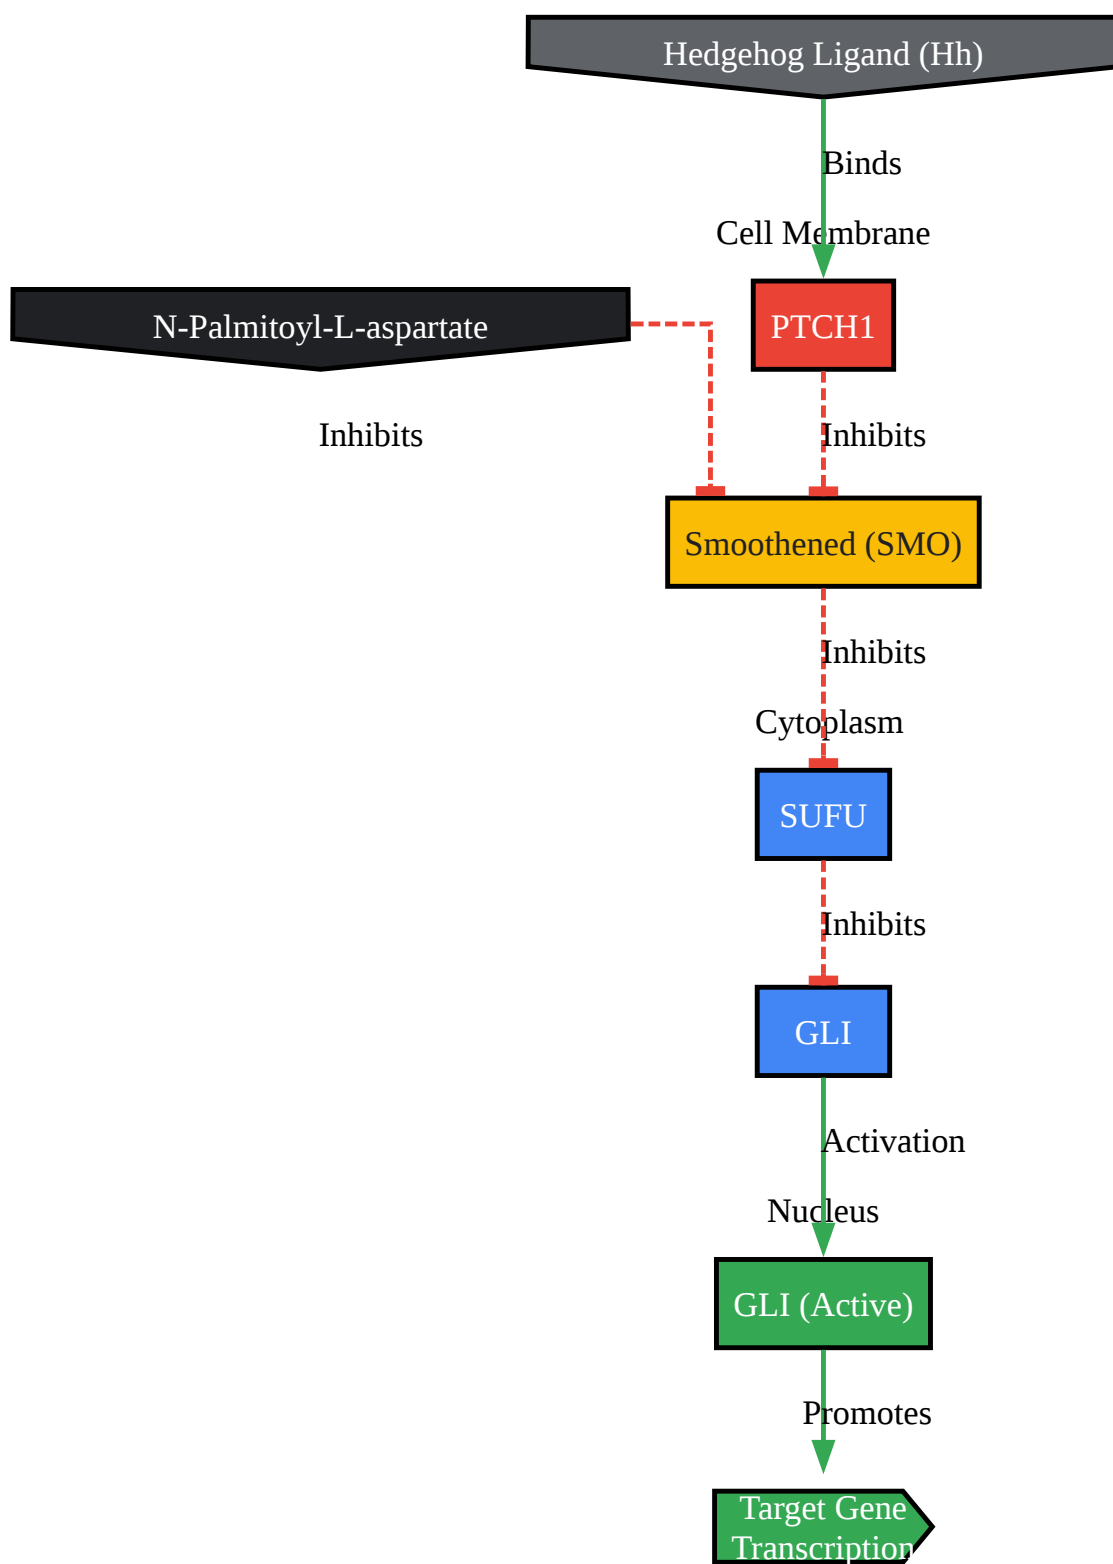 Hedgehog Ligand (Hh)
Binds
Cell Membrane
N-Palmitoyl-L-aspartate
PTCH1
Inhibits
Inhibits
Smoothened (SMO)
Inhibits
Cytoplasm
SUFU
Inhibits
GLI
Activation
Nucleus
GLI (Active)
Promotes
Target Gene
Transcription